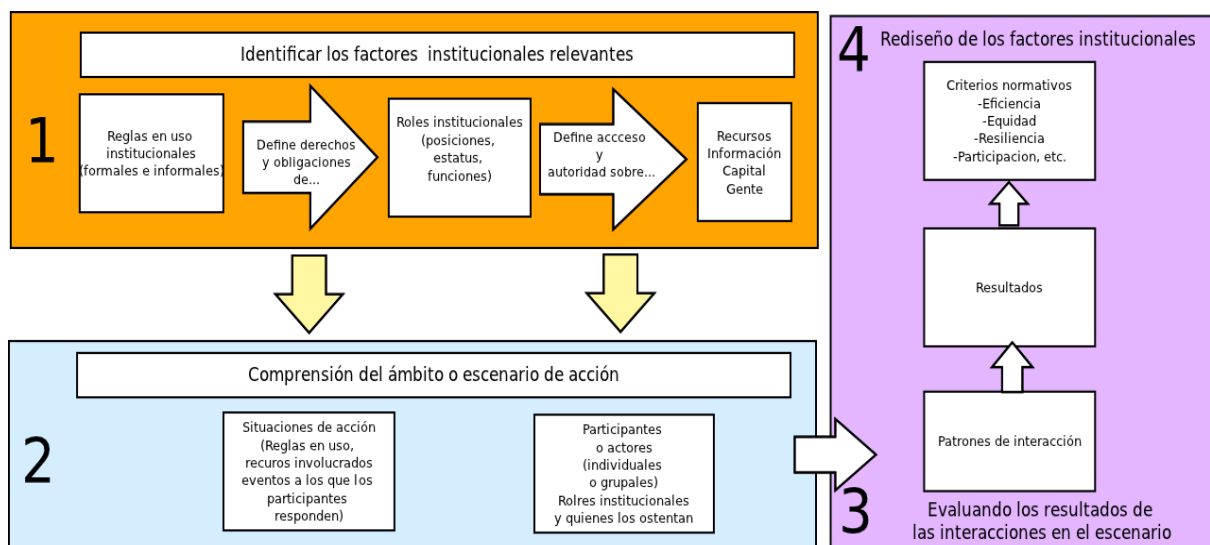 1
Identificar los factores  institucionales relevantes
Reglas en uso
institucionales
(formales e informales)
Define derechos
y obligaciones
de...
Roles institucionales
(posiciones,
estatus,
funciones)
Define accceso
y
autoridad sobre...
Recursos
Información
Capital
Gente
2
Comprensión del ámbito o escenario de acción
Situaciones de acción
(Reglas en uso,
recuros involucrados
eventos a los que los
participantes
responden)
Participantes
o actores
(individuales
o grupales)
Rolres institucionales
y quienes los ostentan
4
Rediseño de los factores institucionales
Criterios normativos
-Eficiencia
-Equidad
-Resiliencia
-Participacion, etc.
Resultados
Patrones de interacción
3
Evaluando los resultados de
las interacciones en el escenario